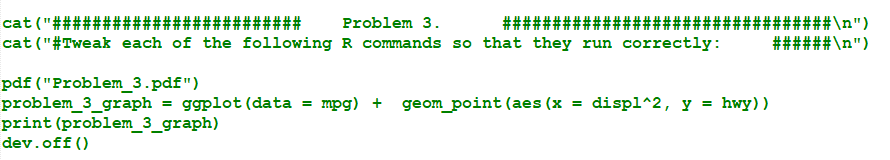 cat("#########################    Problem 3.      #################################\n")
cat("#Tweak each of the following R commands so that they run correctly:     ######\n")
pdf("Problem_3.pdf")
problem_3_graph = ggplot(data = mpg) +  geom_point(aes(x = displ^2, y = hwy))
print(problem_3_graph)
dev.off()